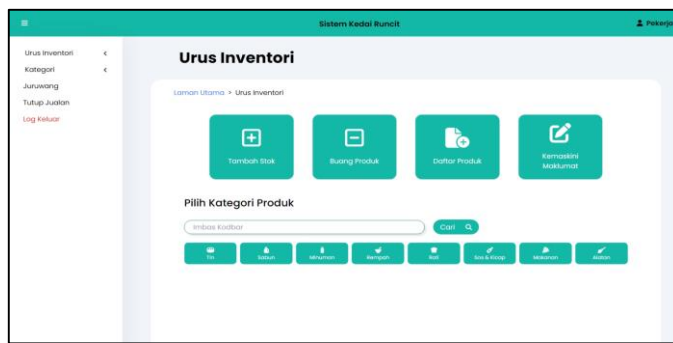 Sistem Kedai Runcit
Pekerja
Urus Inventori
Kategori
Juruwang
Tutup Jualan
Log Keluar
Urus Inventori
Laman Utama > Urus Inventori
Tambah Stok
Buang Produk
Daftar Produk
Kemaskini
Maklumat
Pilih Kategori Produk
Imbas Kodbar
Cari
Tin
Sabun
Minuman
Rempah
Roti
Sos & Kicap
Makanan
Alatan